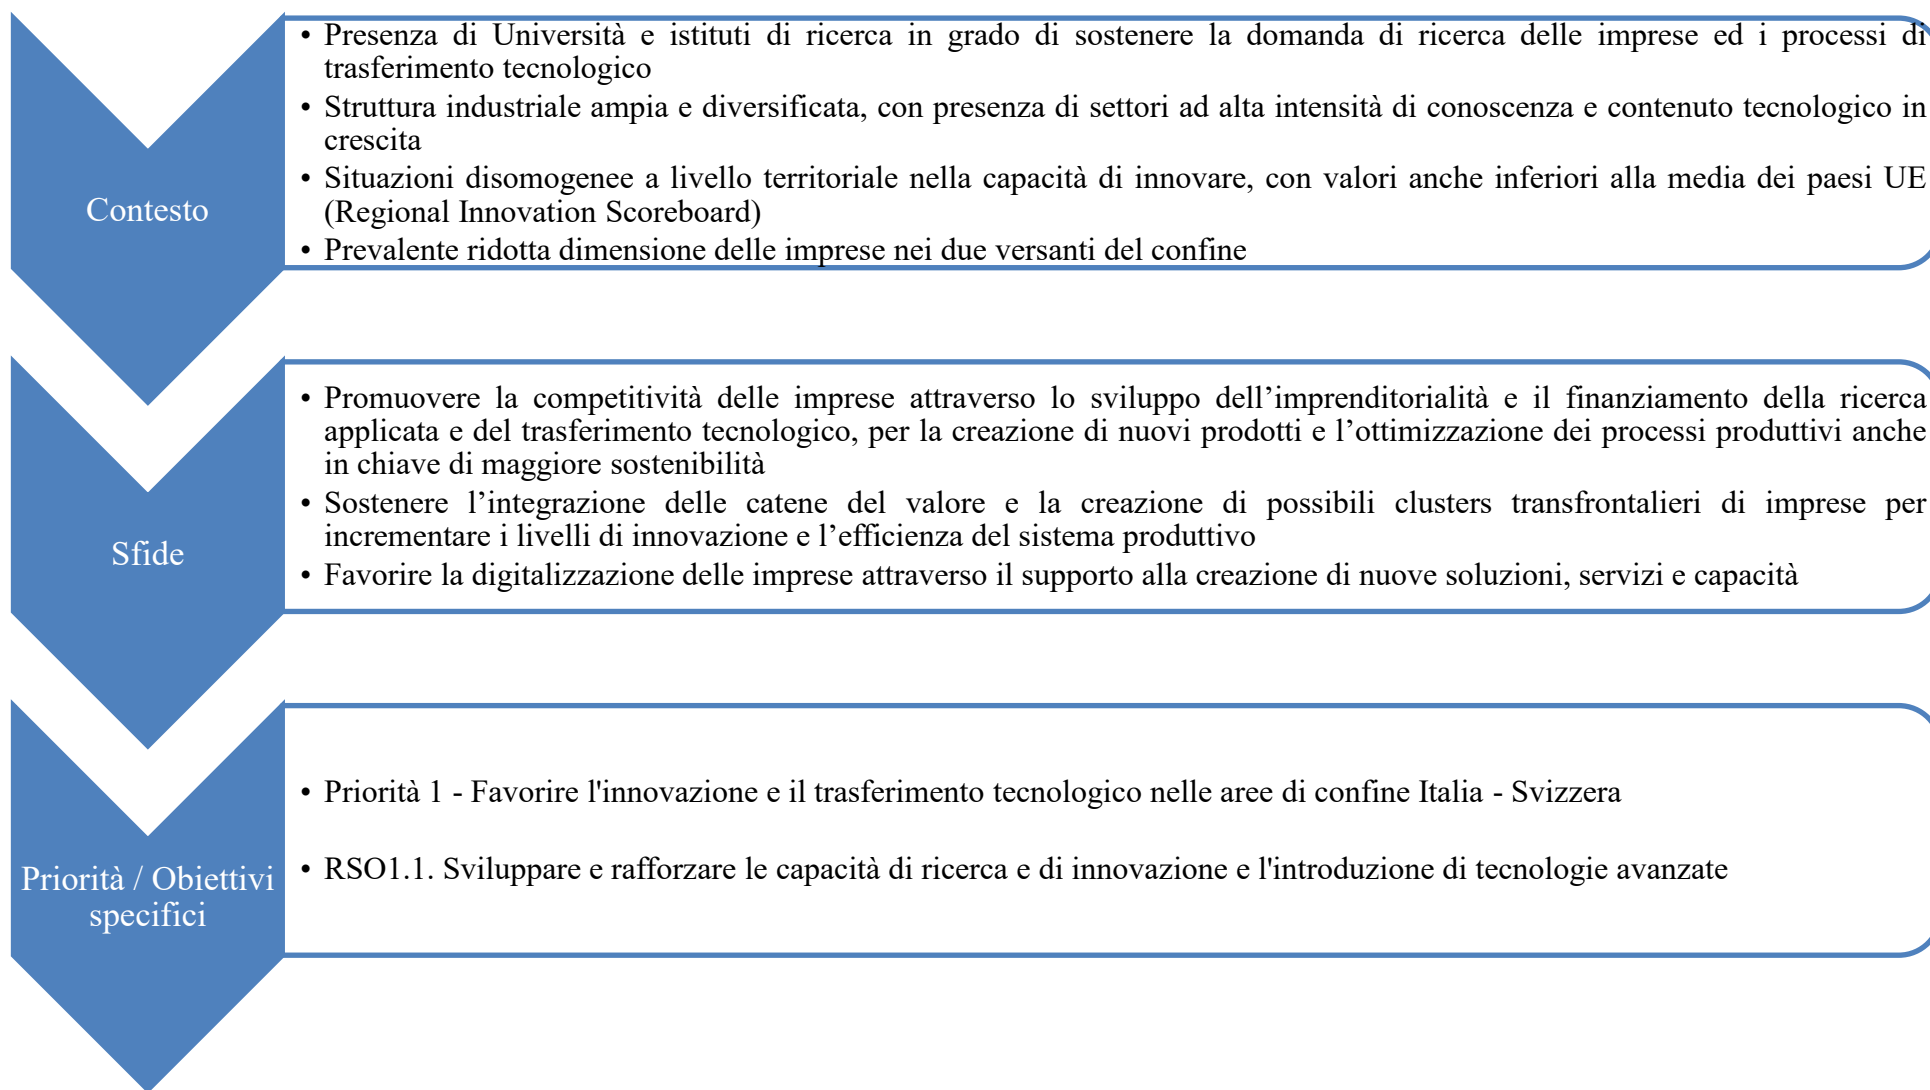 Contesto
• Presenza di Università e istituti di ricerca in grado di sostenere la domanda di ricerca delle imprese ed i processi di
trasferimento tecnologico
• Struttura industriale ampia e diversificata, con presenza di settori ad alta intensità di conoscenza e contenuto tecnologico in
crescita
• Situazioni disomogenee a livello territoriale nella capacità di innovare, con valori anche inferiori alla media dei paesi UE
(Regional Innovation Scoreboard)
• Prevalente ridotta dimensione delle imprese nei due versanti del confine
Sfide
• Promuovere la competitività delle imprese attraverso lo sviluppo dell’imprenditorialità e il finanziamento della ricerca
applicata e del trasferimento tecnologico, per la creazione di nuovi prodotti e l’ottimizzazione dei processi produttivi anche
in chiave di maggiore sostenibilità
• Sostenere l’integrazione delle catene del valore e la creazione di possibili clusters transfrontalieri di imprese per
incrementare i livelli di innovazione e l’efficienza del sistema produttivo
• Favorire la digitalizzazione delle imprese attraverso il supporto alla creazione di nuove soluzioni, servizi e capacità
Priorità / Obiettivi
specifici
• Priorità 1 - Favorire l'innovazione e il trasferimento tecnologico nelle aree di confine Italia - Svizzera
• RSO1.1. Sviluppare e rafforzare le capacità di ricerca e di innovazione e l'introduzione di tecnologie avanzate